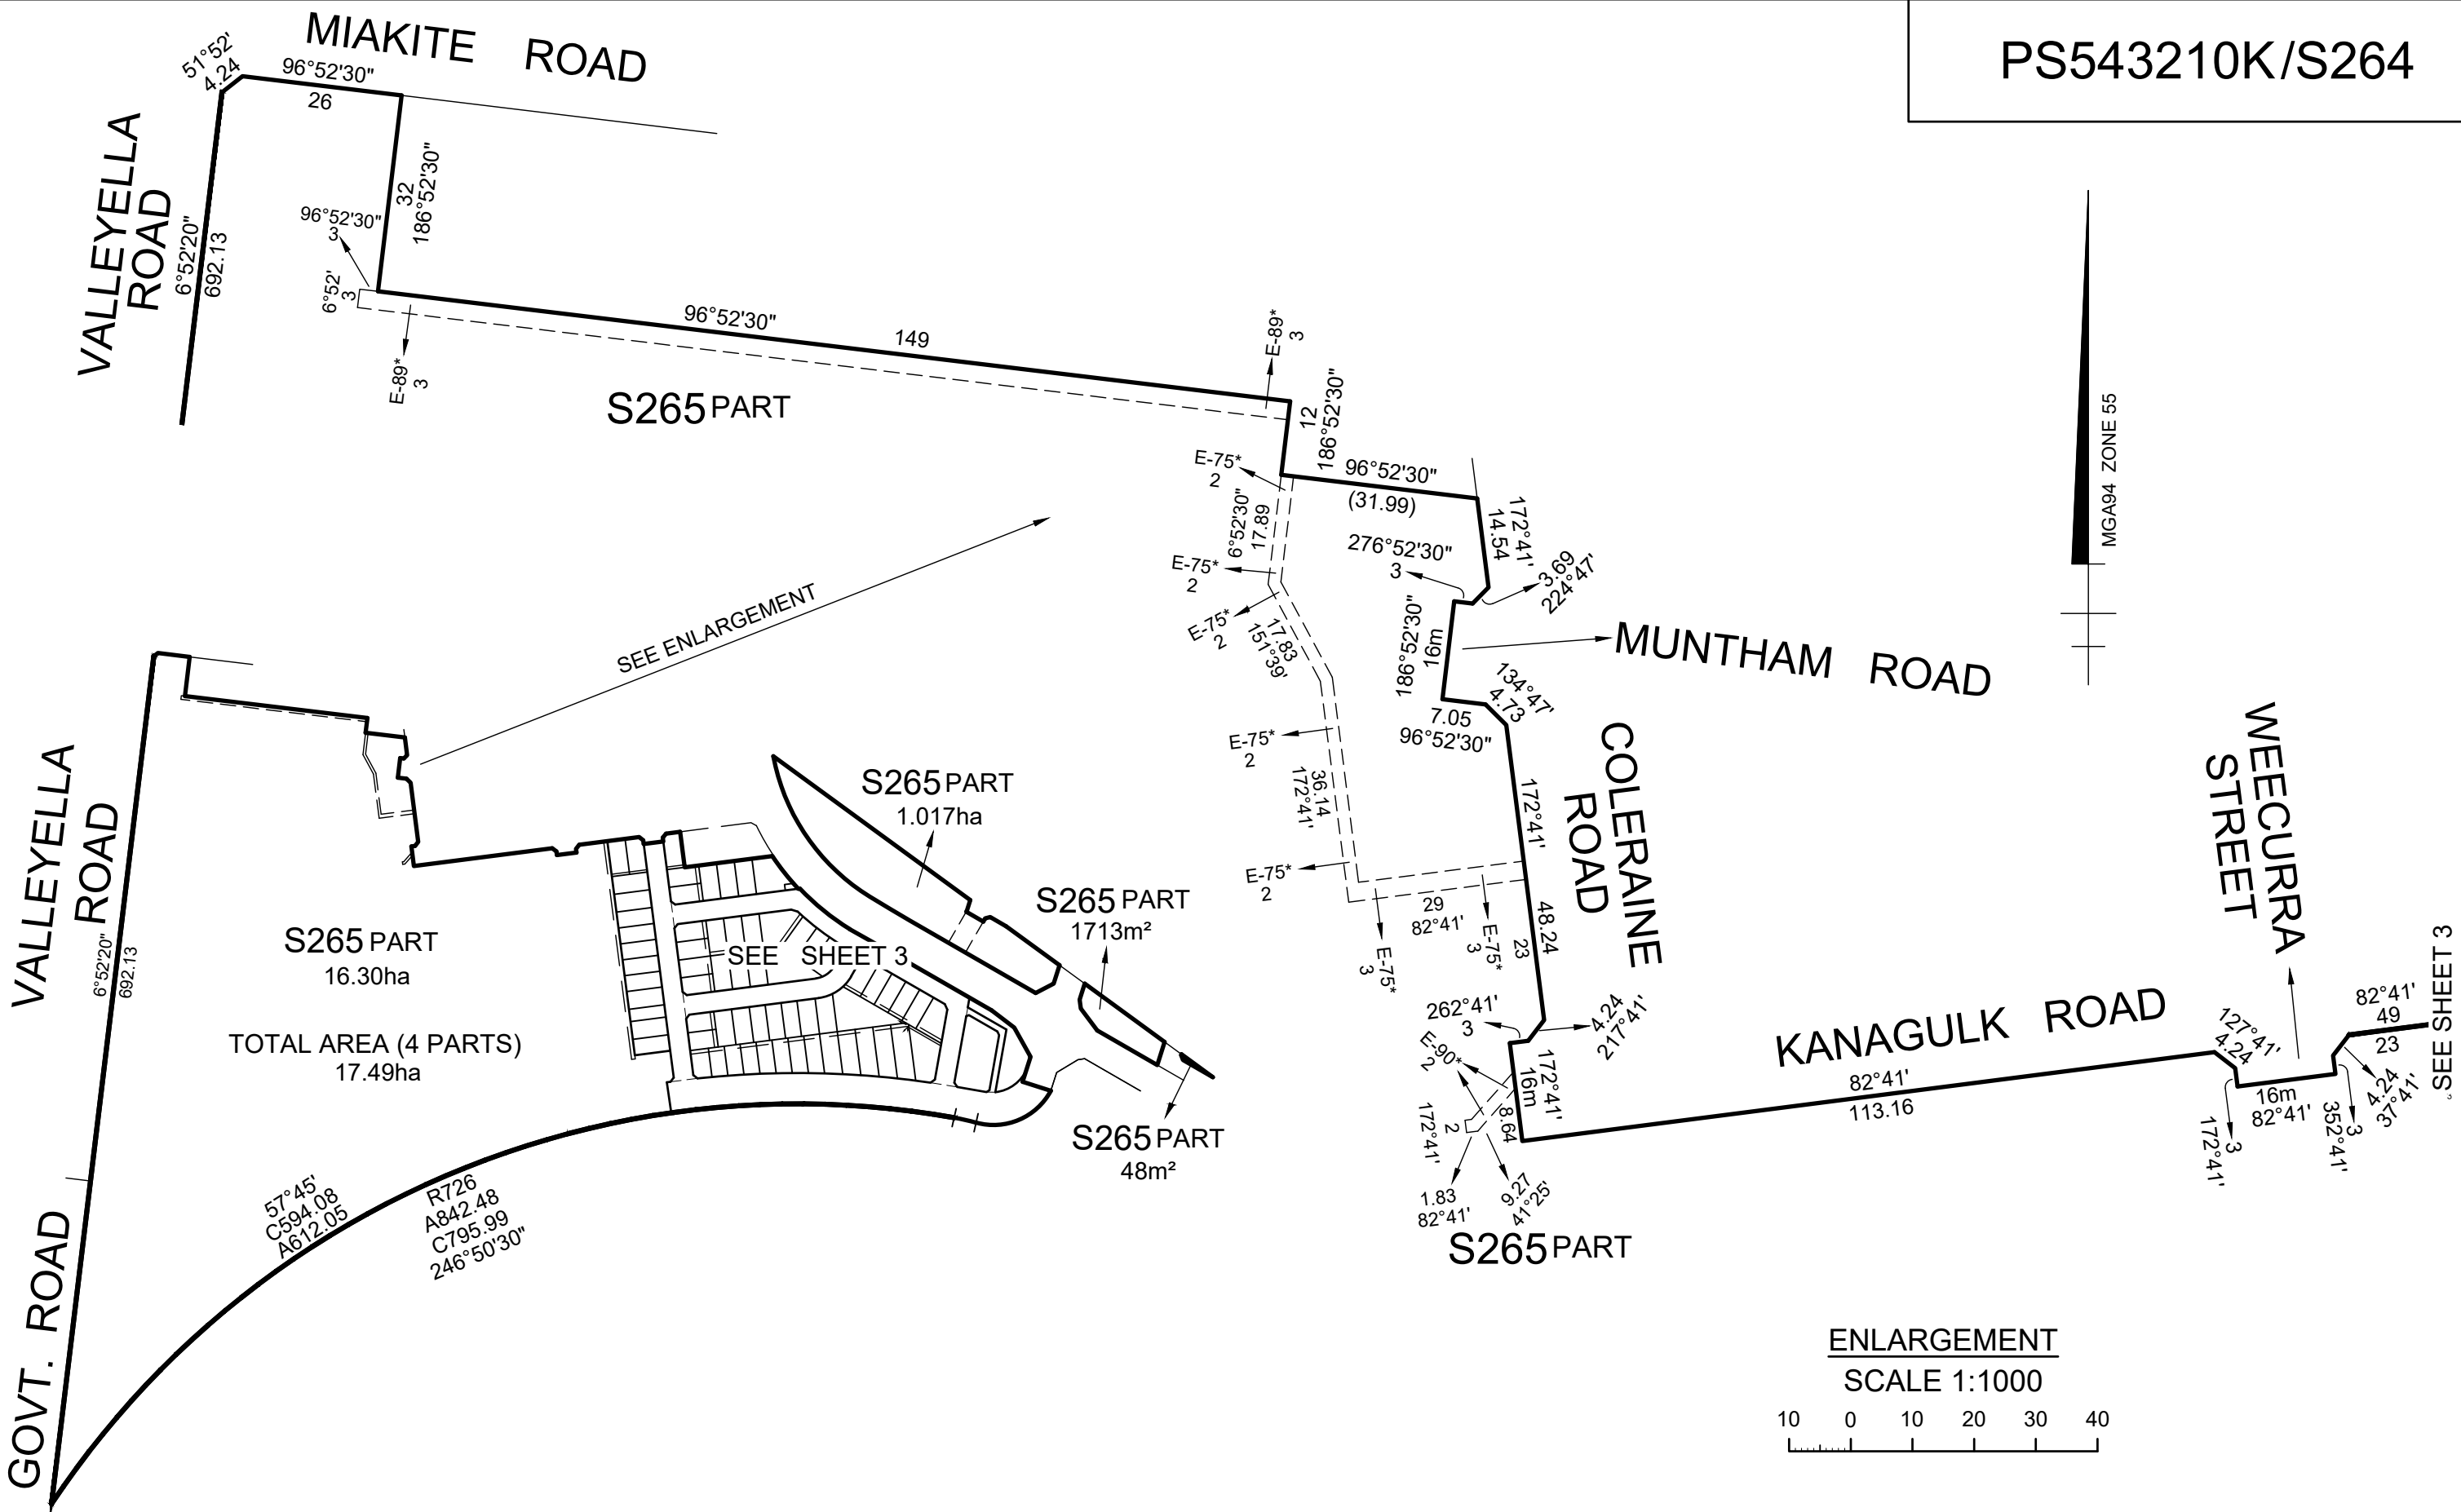 PS543210K/S264
MIAKITE ROAD
51°52'
4.24
96°52'30"
26
VALLEYELLA
ROAD
6°52'20"
692.13
32
186°52'30"
96°52'30"
3
6°52'
3
E-89*
3
96°52'30"
149
S265 PART
E-89*
3
12
186°52'30"
E-75*
2
96°52'30"
(31.99)
6°52'30"
17.89
172°41'
14.54
276°52'30"
3
3.69
224°47'
E-75*
2
E-75*
2
17.83
151°39'
186°52'30"
16m
MUNTHAM ROAD
134°47'
4.73
7.05
96°52'30"
E-75*
2
36.14
172°41'
172°41'
48.24
23
COLERAINE
ROAD
E-75*
2
29
82°41'
E-75*
3
E-75*
3
262°41'
3
4.24
217°41'
E-90*
2
172°41'
16m
8.64
172°41'
2
1.83
82°41'
9.27
41°25'
S265 PART
KANAGULK ROAD
82°41'
113.16
127°41'
4.24
WEECURRA
STREET
16m
82°41'
172°41'
3
352°41'
3
4.24
37°41'
82°41'
49
23
SEE SHEET 3
MGA94 ZONE 55
SEE ENLARGEMENT
VALLEYELLA
ROAD
6°52'20"
692.13
S265 PART
16.30ha
TOTAL AREA (4 PARTS)
17.49ha
SEE SHEET 3
S265 PART
1.017ha
S265 PART
1713m²
S265 PART
48m²
GOVT. ROAD
57°45'
C594.08
A612.05
R726
A842.48
C795.99
246°50'30"
ENLARGEMENT
SCALE 1:1000
10 0 10 20 30 40